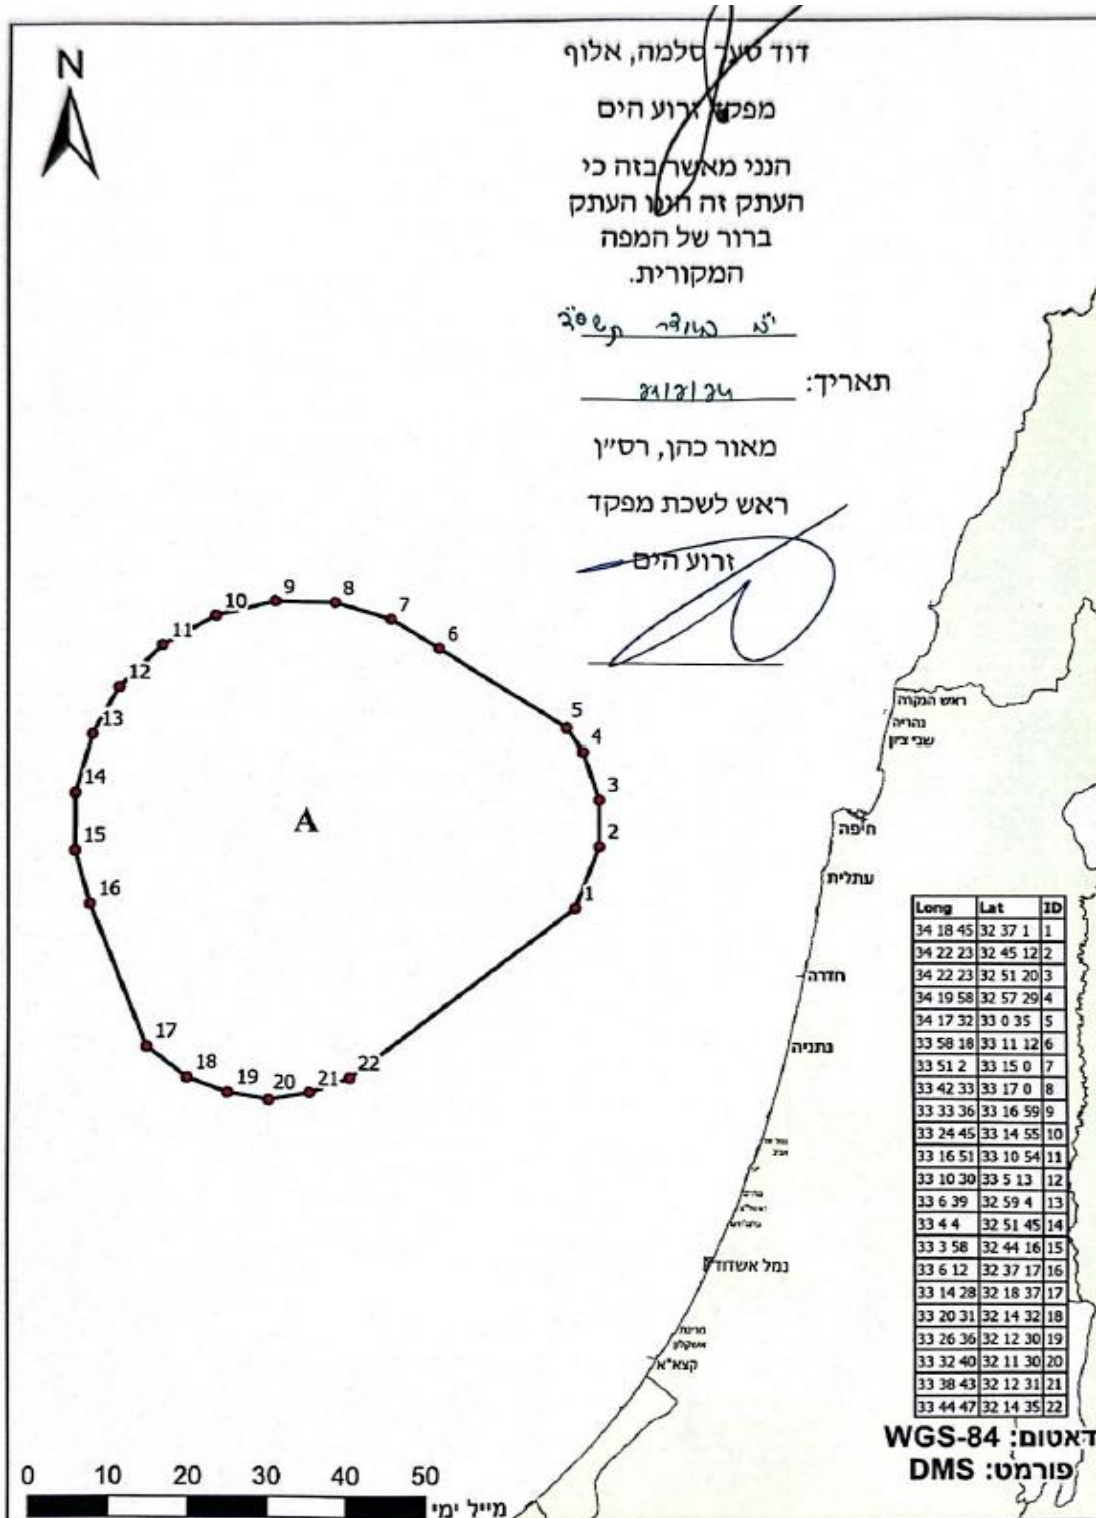 N
דוד סער סלמה, אלוף
מפקד זרוע הים
הנני מאשר בזה כי
העתק זה הננו העתק
ברור של המפה
המקורית.
תאריך: 21/2/24
מאור כהן, רס״ן
ראש לשכת מפקד
זרוע הים
9
8
10
7
11
6
12
5
13
4
14
3
A
15
2
16
1
17
18
22
19
20
21
ראש הנקרה
נהריה
שבי ציון
חיפה
עתלית
חדרה
נתניה
נמל אשדוד
מרינת
אשקלון
קצא"א
Long Lat ID
34 18 45 32 37 1 1
34 22 23 32 45 12 2
34 22 23 32 51 20 3
34 19 58 32 57 29 4
34 17 32 33 0 35 5
33 58 18 33 11 12 6
33 51 2 33 15 0 7
33 42 33 33 17 0 8
33 33 36 33 16 59 9
33 24 45 33 14 55 10
33 16 51 33 10 54 11
33 10 30 33 5 13 12
33 6 39 32 59 4 13
33 4 4 32 51 45 14
33 3 58 32 44 16 15
33 6 12 32 37 17 16
33 14 28 32 18 37 17
33 20 31 32 14 32 18
33 26 36 32 12 30 19
33 32 40 32 11 30 20
33 38 43 32 12 31 21
33 44 47 32 14 35 22
דאטום: WGS-84
פורמט: DMS
0 10 20 30 40 50
מייל ימי